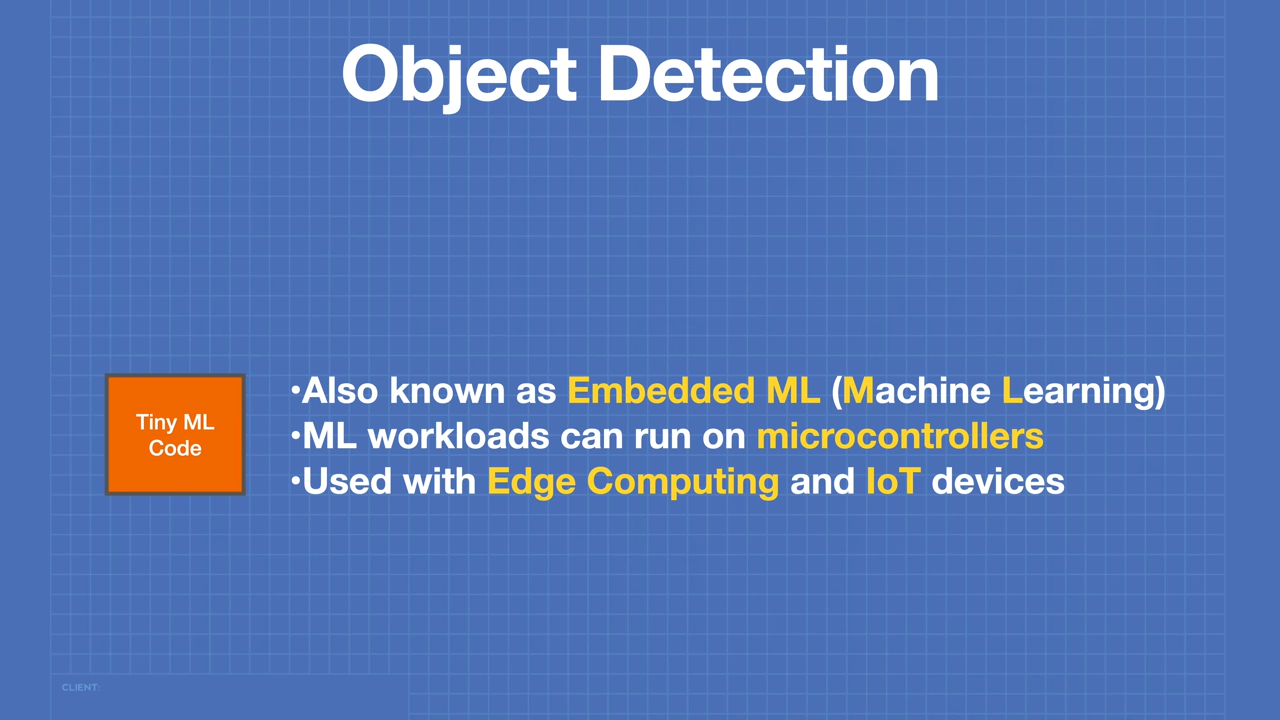 Object Detection
Tiny ML
Code
•Also known as Embedded ML (Machine Learning)
•ML workloads can run on microcontrollers
•Used with Edge Computing and IoT devices
CLIENT: